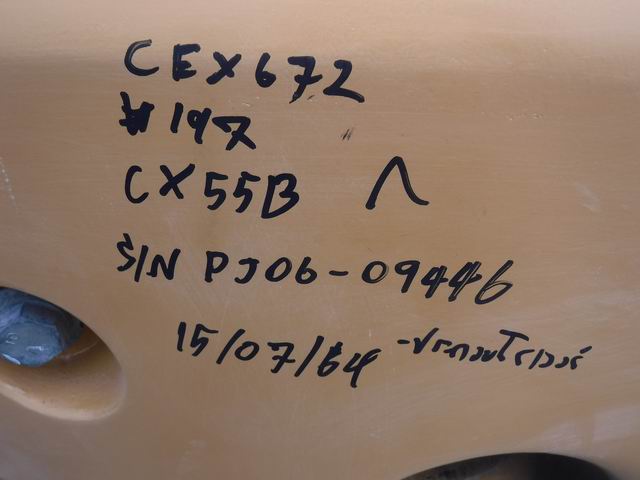 CEX672
#197
CX55B Λ
S/N PJ06-09446
15/07/64